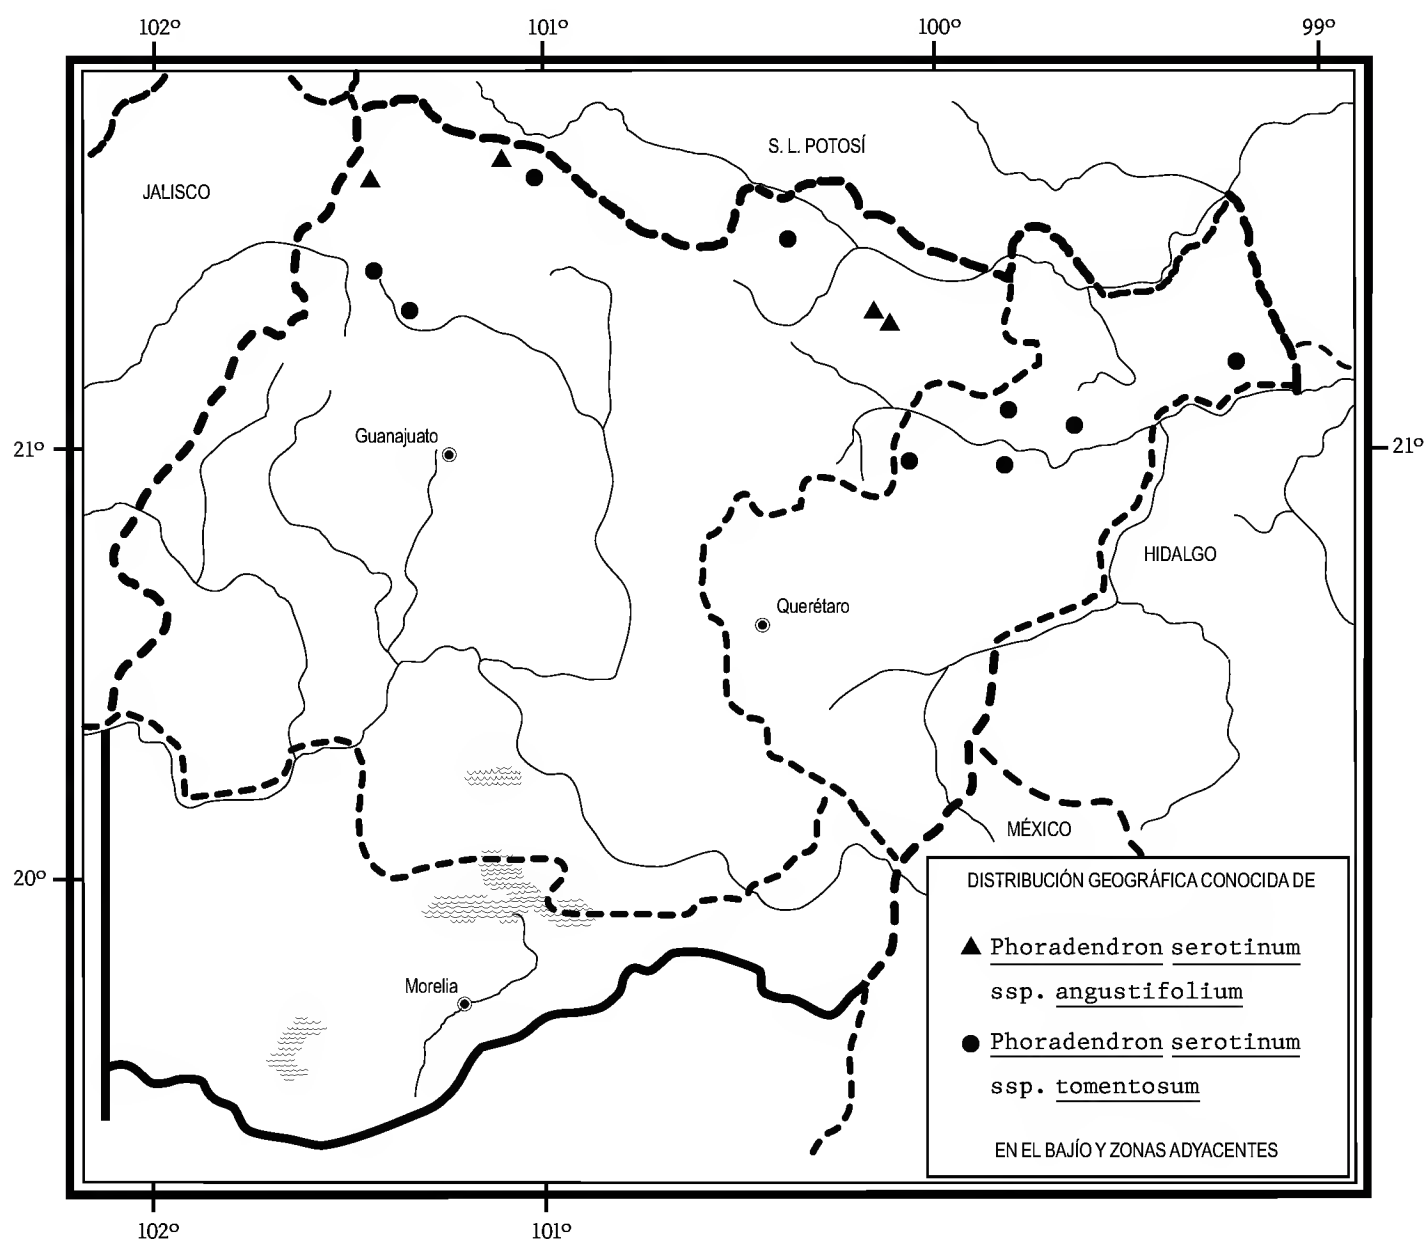 102º 101º 100º 99º
S. L. POTOSÍ
JALISCO
Guanajuato
21º 21º
HIDALGO
Querétaro
MÉXICO
20º
DISTRIBUCIÓN GEOGRÁFICA CONOCIDA DE
Phoradendron serotinum
ssp. angustifolium
Phoradendron serotinum
ssp. tomentosum
EN EL BAJÍO Y ZONAS ADYACENTES
Morelia
102º 101º